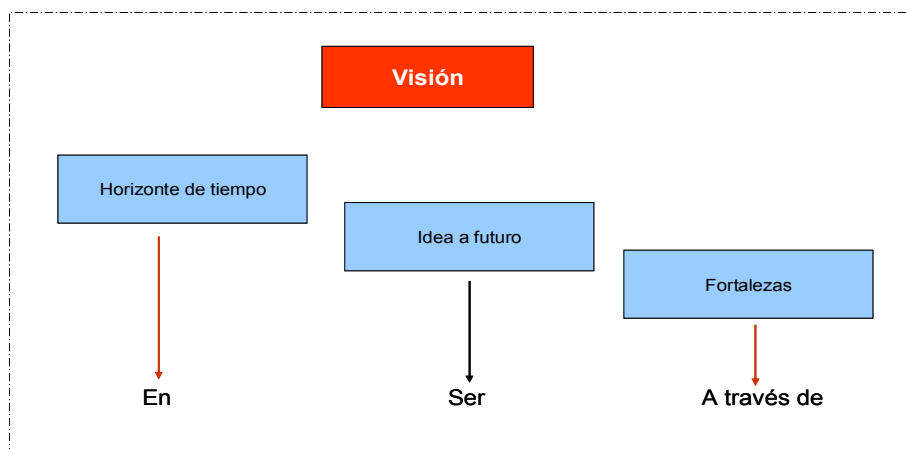 Visión
Horizonte de tiempo
Idea a futuro
Fortalezas
En
Ser
A través de